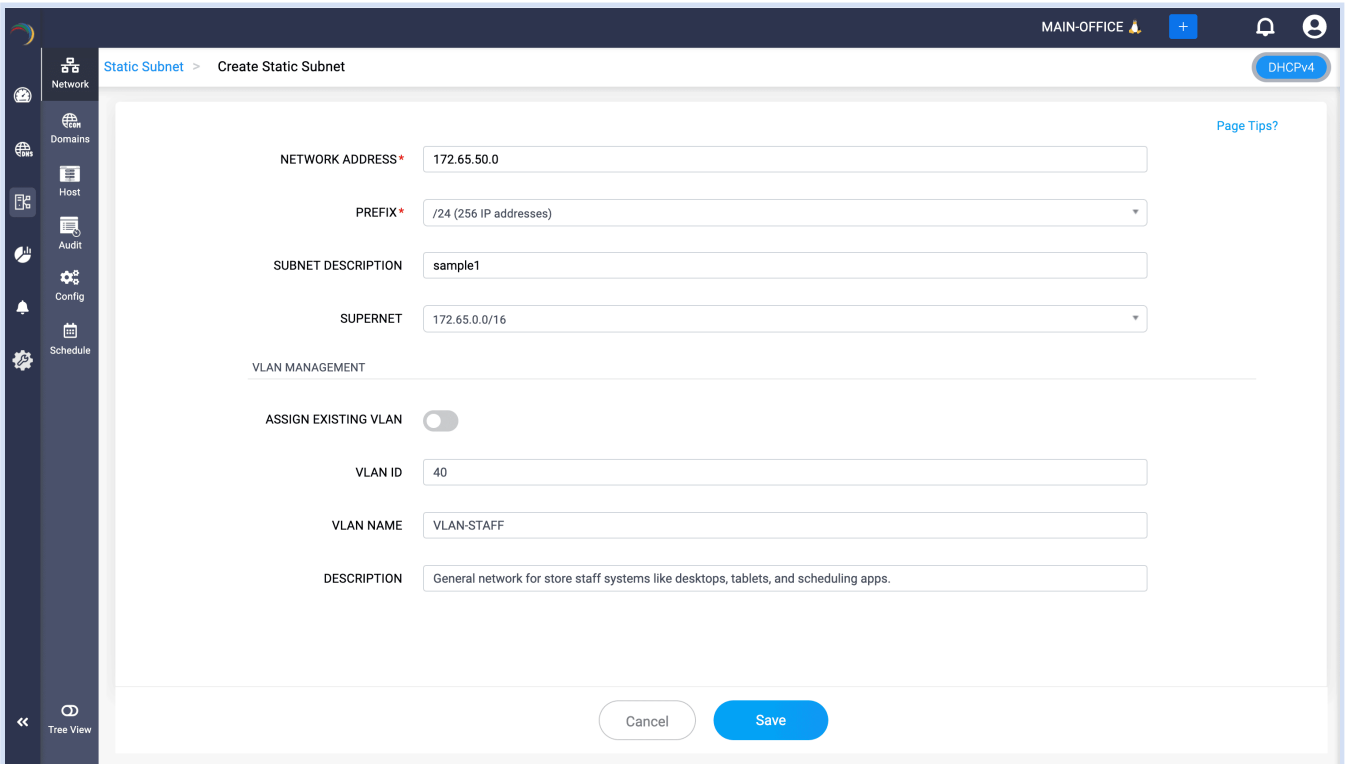 MAIN-OFFICE
+
Static Subnet > Create Static Subnet
DHCPv4
Network
Domains
Host
Audit
Config
Schedule
Tree View
COM
DNS
Page Tips?
NETWORK ADDRESS* 172.65.50.0
PREFIX* /24 (256 IP addresses)
SUBNET DESCRIPTION sample1
SUPERNET 172.65.0.0/16
VLAN MANAGEMENT
ASSIGN EXISTING VLAN
VLAN ID 40
VLAN NAME VLAN-STAFF
DESCRIPTION General network for store staff systems like desktops, tablets, and scheduling apps.
Cancel Save